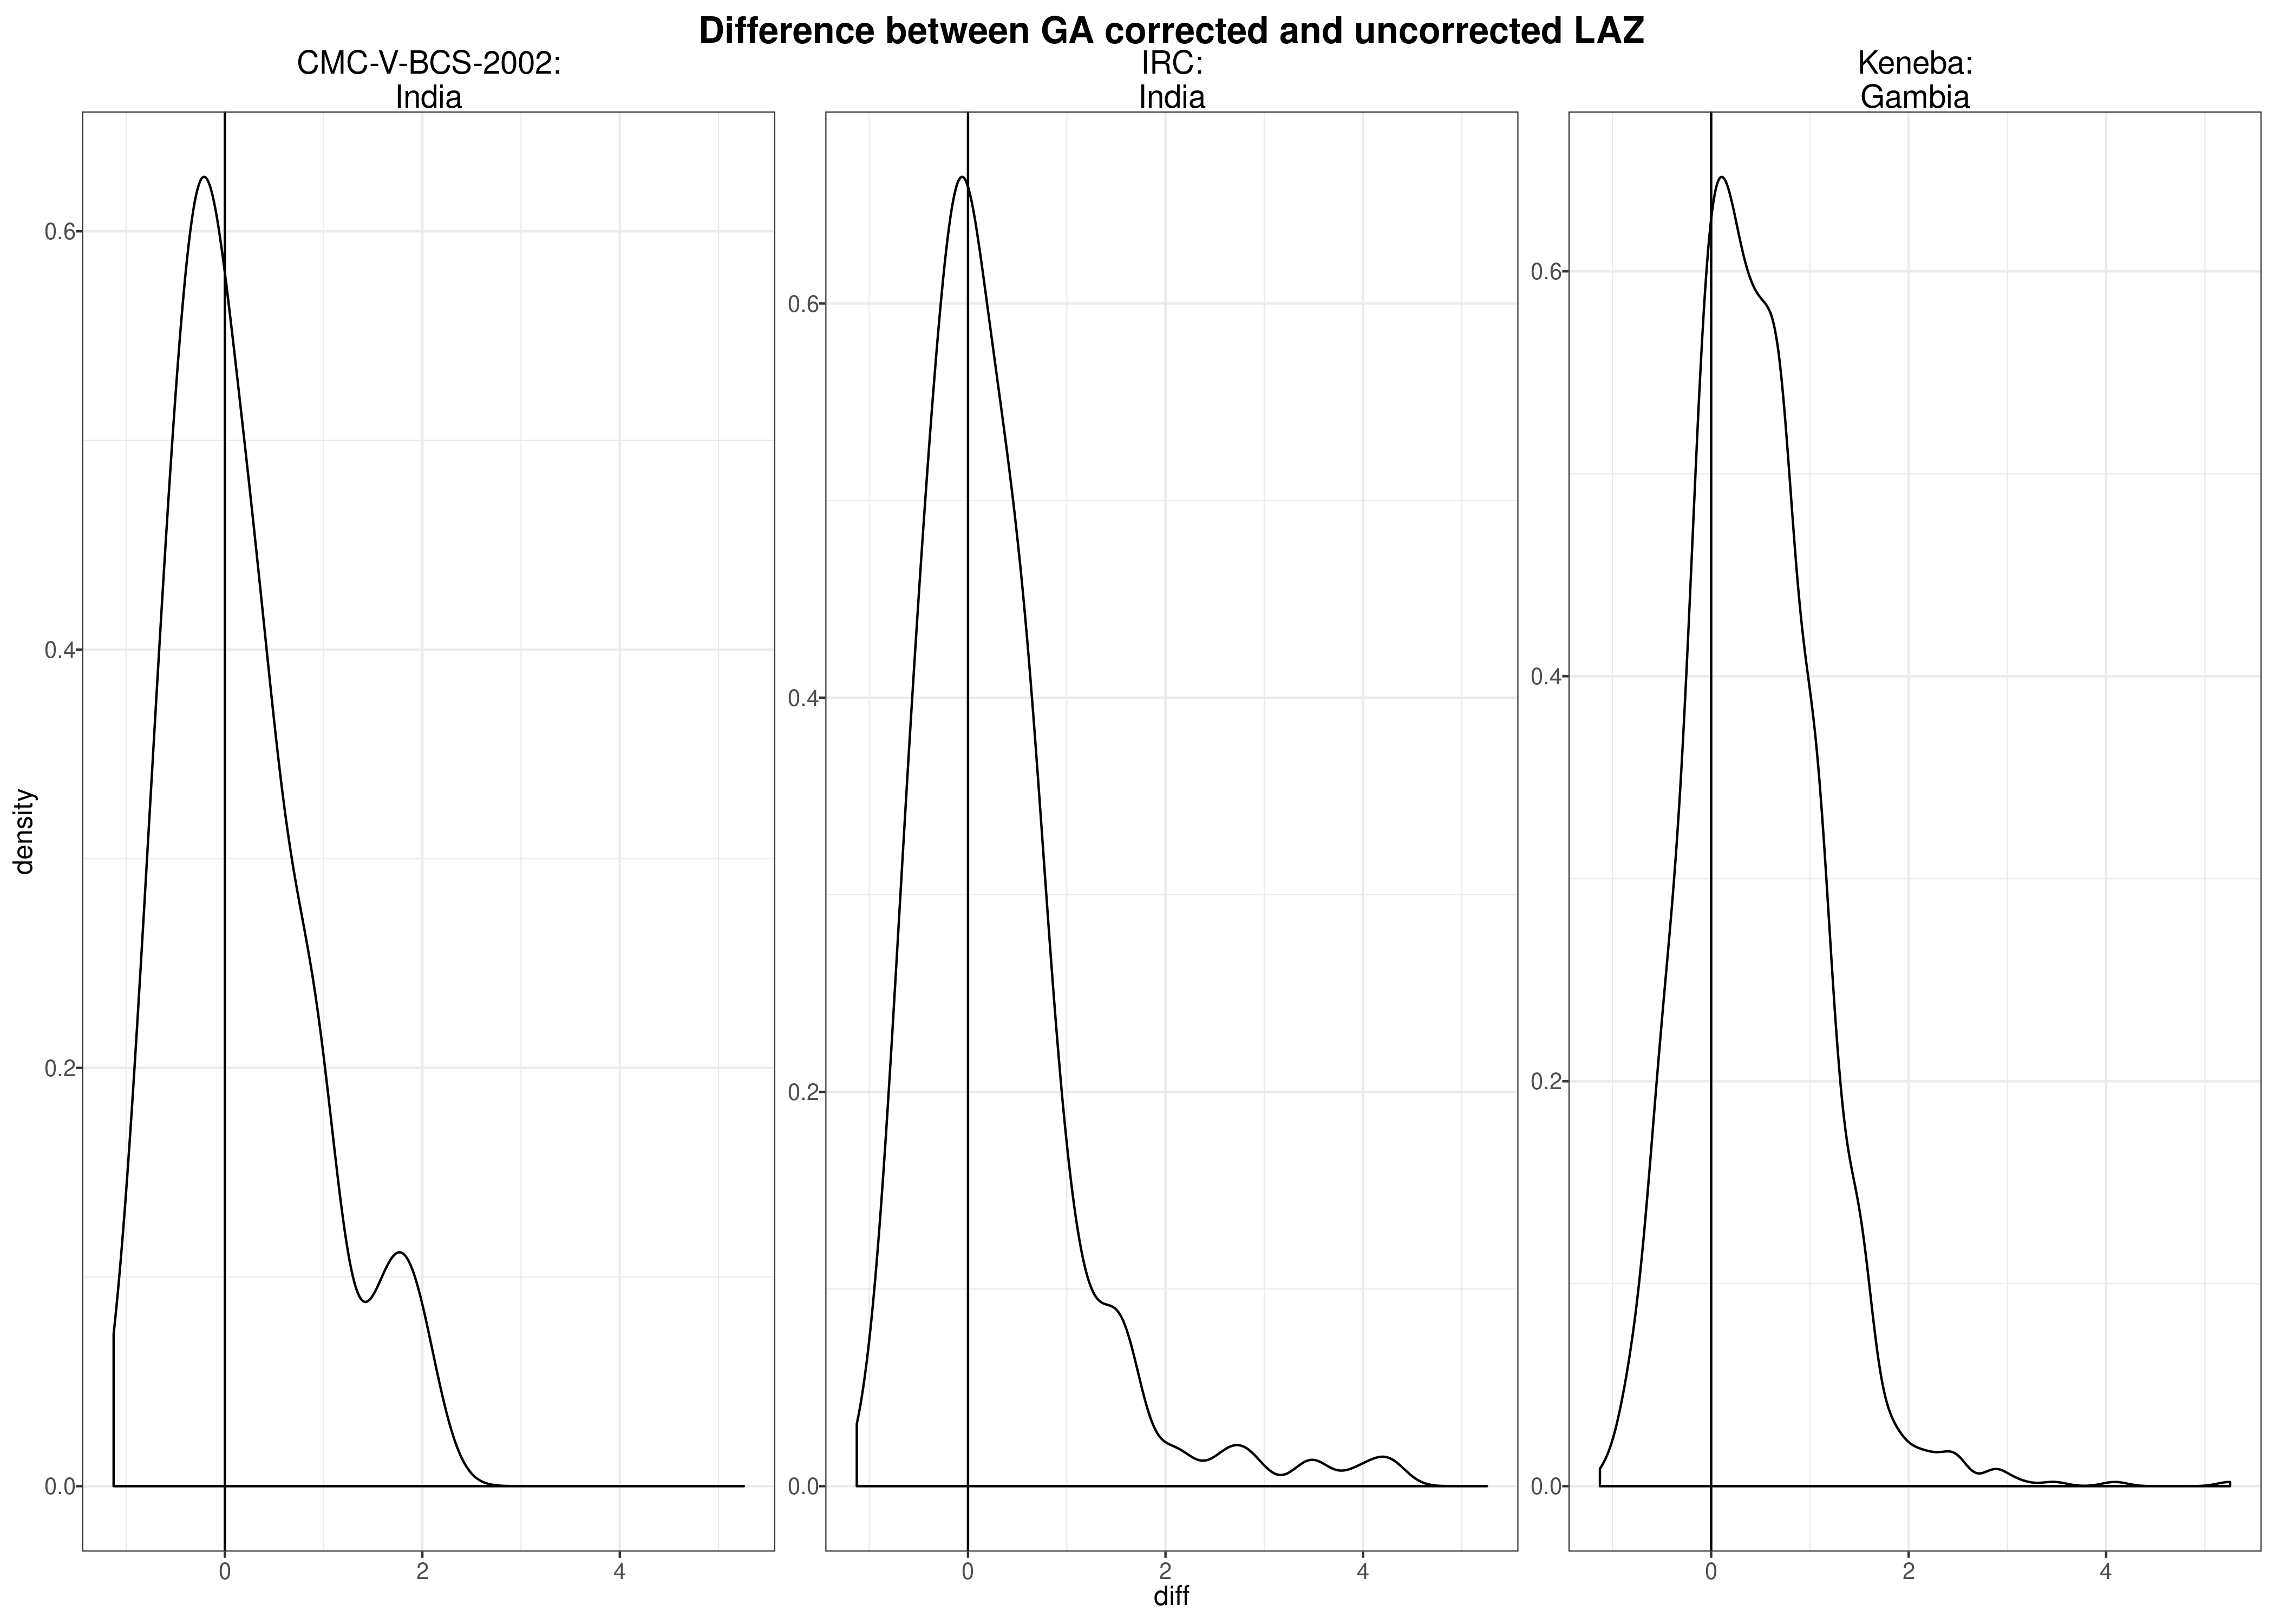 Difference between GA corrected and uncorrected LAZ
CMC-V-BCS-2002:
India
IRC:
India
Keneba:
Gambia
density
0.6
0.4
0.2
0.0
0.6
0.4
0.2
0.0
0.6
0.4
0.2
0.0
0 2 4
0 2 4
0 2 4
diff